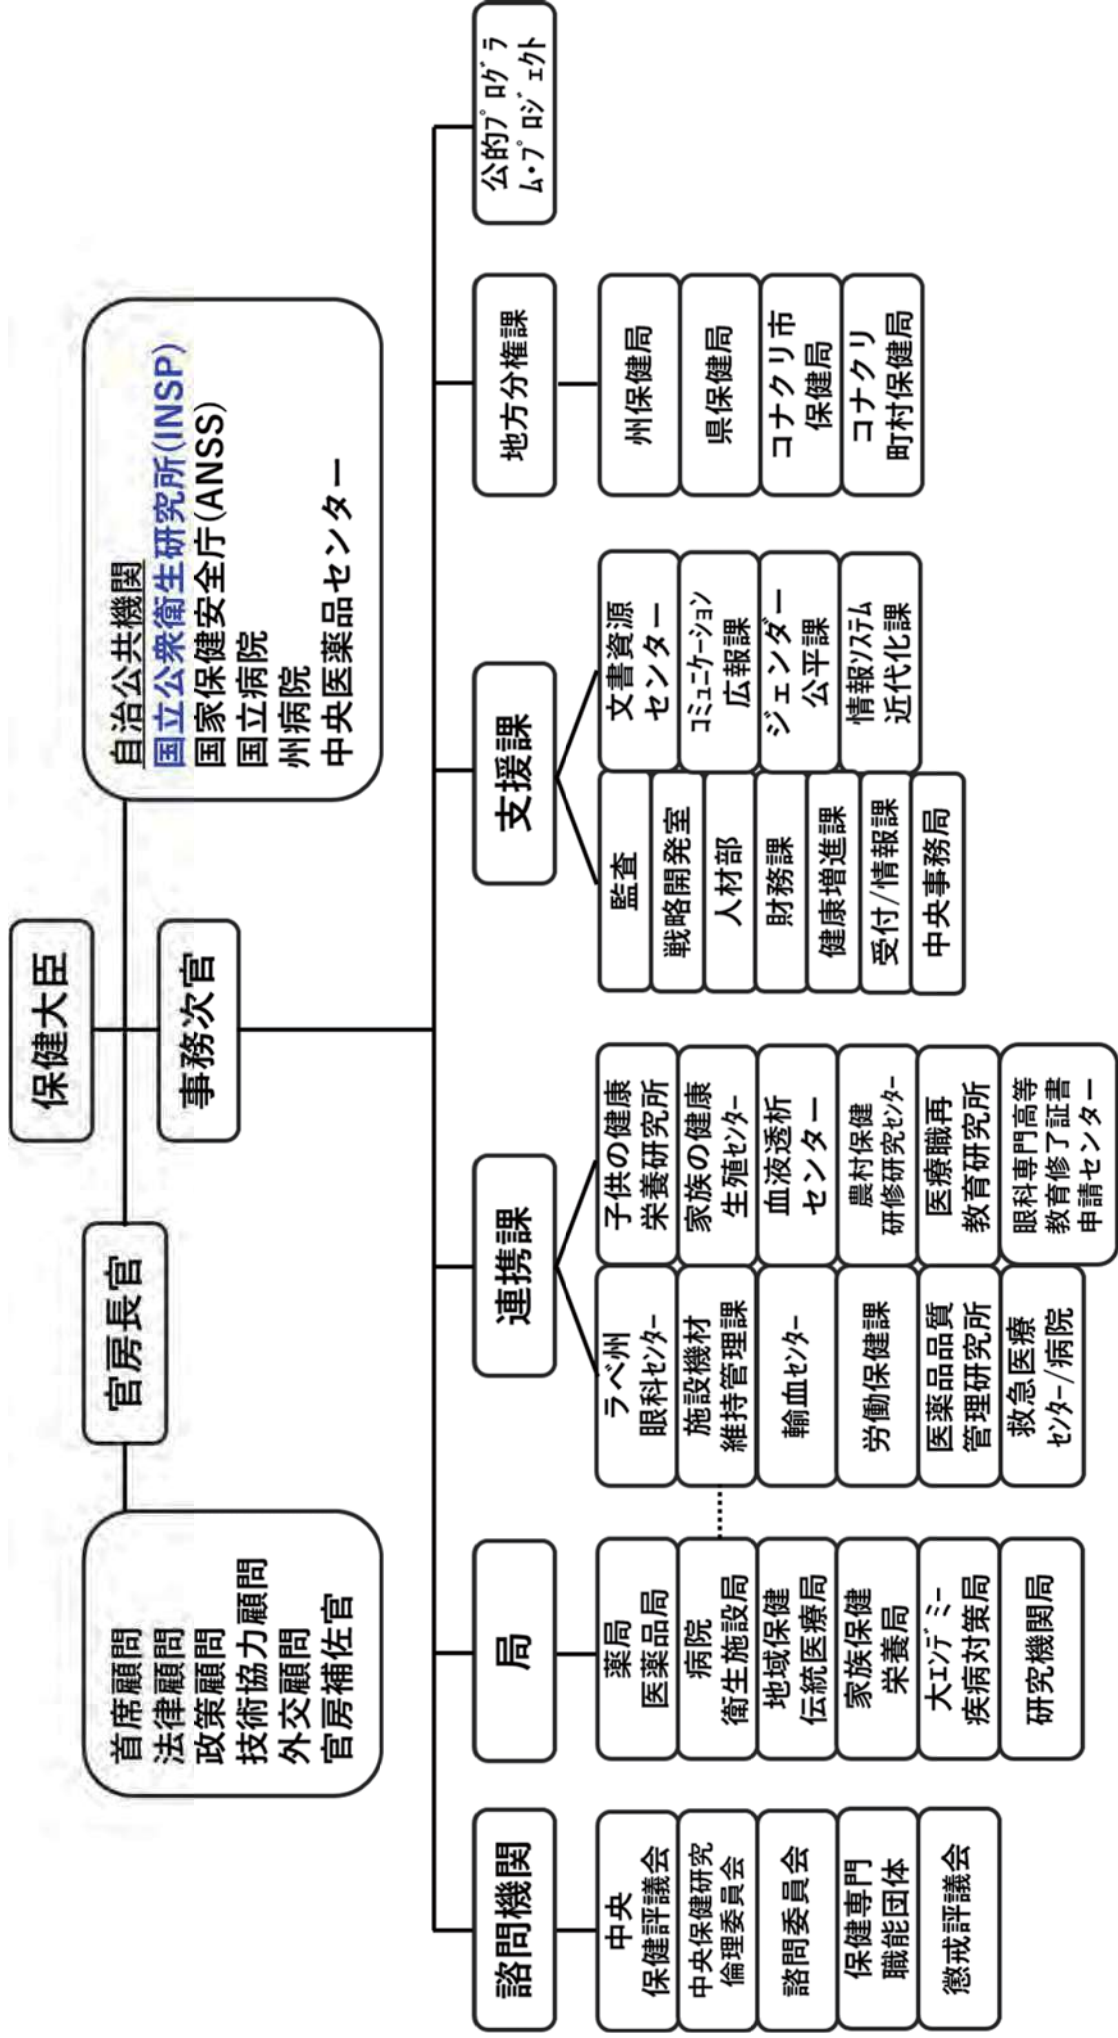 保健大臣
官房長官
事務次官
首席顧問
法律顧問
政策顧問
技術協力顧問
外交顧問
官房補佐官
自治公共機関
国立公衆衛生研究所(INSP)
国家保健安全庁(ANSS)
国立病院
州病院
中央医薬品センター
諮問機関
中央
保健評議会
中央保健研究
倫理委員会
諮問委員会
保健専門
職能団体
懲戒評議会
局
薬局
医薬品局
病院
衛生施設局
地域保健
伝統医療局
家族保健
栄養局
大エンデミー
疾病対策局
研究機関局
連携課
ラベ州
眼科センター
施設機材
維持管理課
輸血センター
労働保健課
医薬品品質
管理研究所
救急医療
センター/病院
子供の健康
栄養研究所
家族の健康
生殖センター
血液透析
センター
農村保健
研修研究センター
医療職再
教育研究所
眼科専門高等
教育修了証書
申請センター
支援課
監査
戦略開発室
人材部
財務課
健康増進課
受付/情報課
中央事務局
文書資源
センター
コミュニケーション
広報課
ジェンダー
公平課
情報システム
近代化課
地方分権課
州保健局
県保健局
コナクリ市
保健局
コナクリ
町村保健局
公的プログラ
ム・プロジェクト